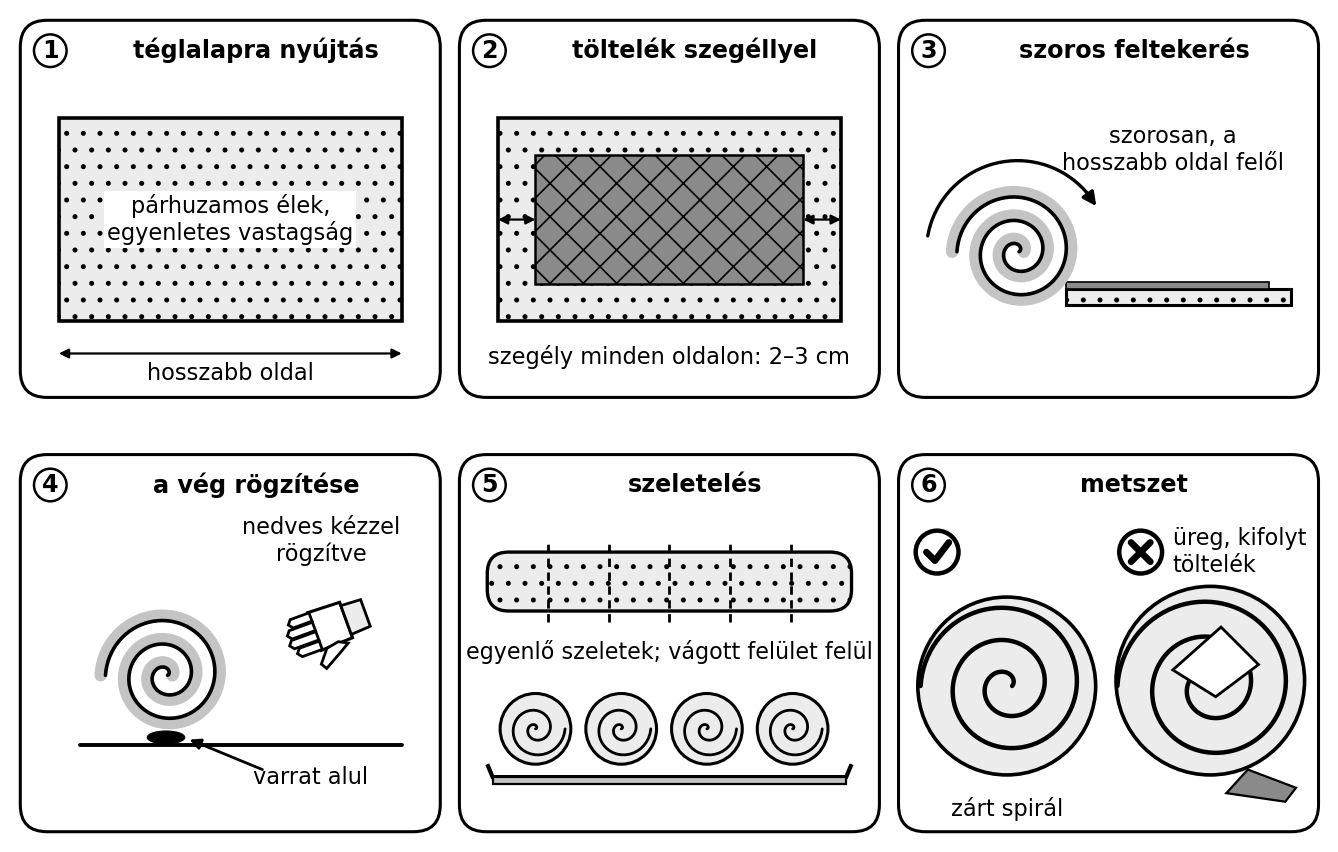 1 téglalapra nyújtás
párhuzamos élek,
egyenletes vastagság
hosszabb oldal
2 töltelék szegéllyel
szegély minden oldalon: 2–3 cm
3 szoros feltekerés
szorosan, a
hosszabb oldal felől
4 a vég rögzítése
nedves kézzel
rögzítve
varrat alul
5 szeletelés
egyenlő szeletek; vágott felület felül
6 metszet
üreg, kifolyt
töltelék
zárt spirál